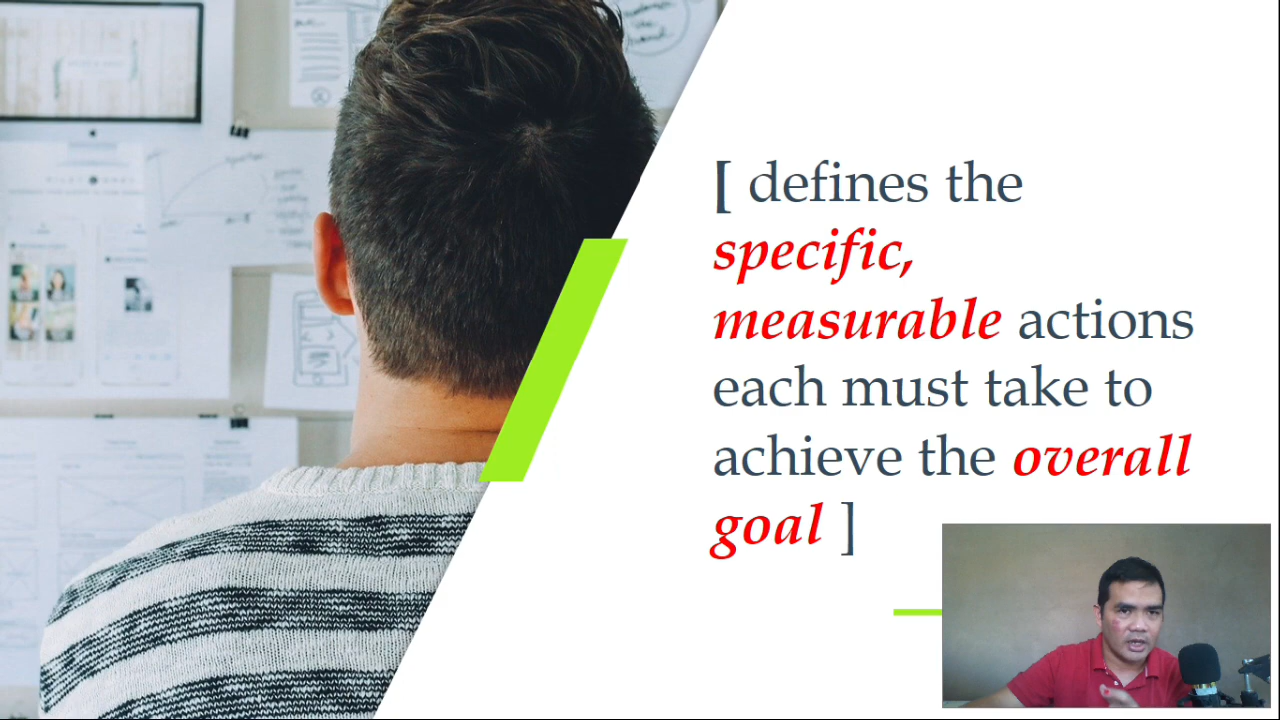 [ defines the
specific,
measurable actions
each must take to
achieve the overall
goal ]